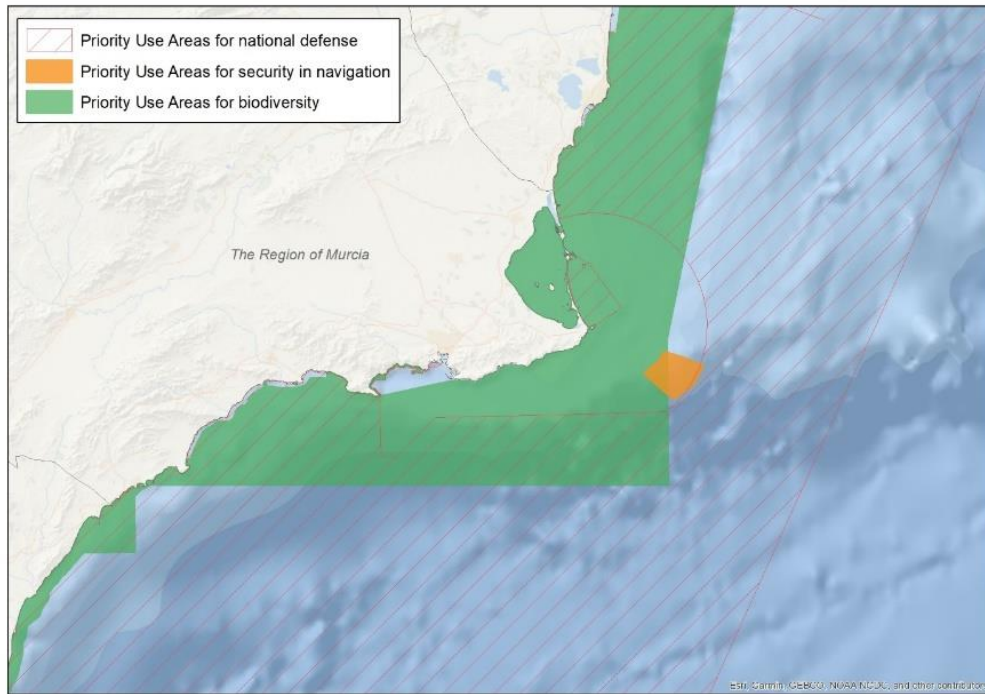 Priority Use Areas for national defense
Priority Use Areas for security in navigation
Priority Use Areas for biodiversity
The Region of Murcia
Esri, Garmin, GEBCO, NOAA NGDC, and other contributors